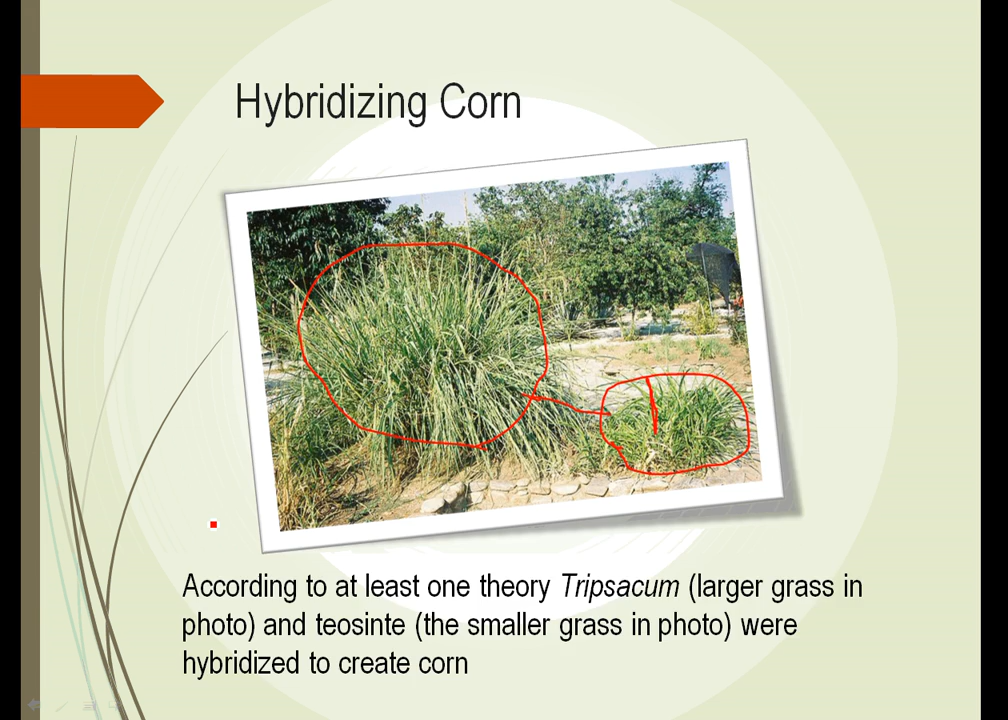 Hybridizing Corn
According to at least one theory Tripsacum (larger grass in
photo) and teosinte (the smaller grass in photo) were
hybridized to create corn